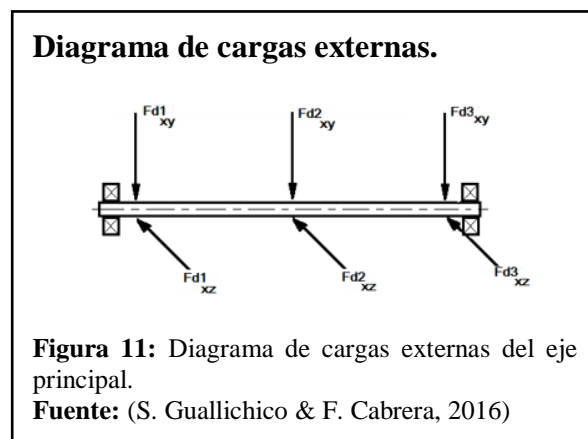 Diagrama de cargas externas.
Fd1xy
Fd2xy
Fd3xy
Fd1xz
Fd2xz
Fd3xz
Figura 11: Diagrama de cargas externas del eje
principal.
Fuente: (S. Guallichico & F. Cabrera, 2016)